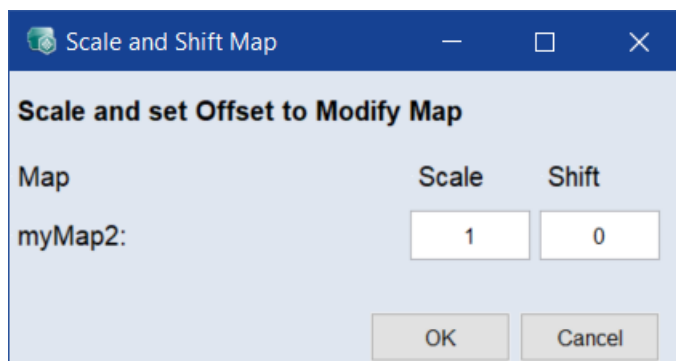 Scale and Shift Map
Scale and set Offset to Modify Map
Map Scale Shift
myMap2: 1 0
OK Cancel